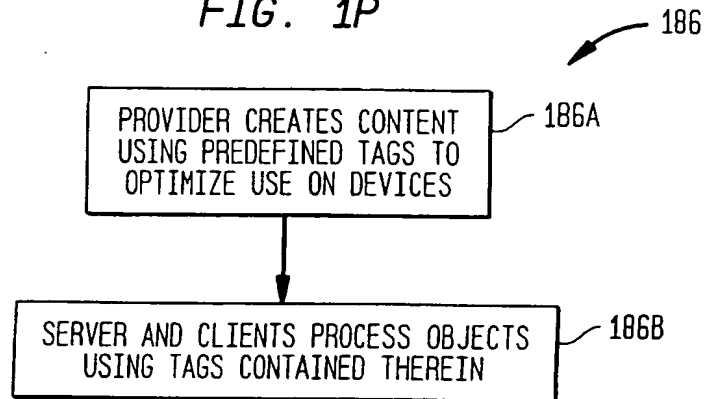 FIG. 1P
186
PROVIDER CREATES CONTENT
USING PREDEFINED TAGS TO
OPTIMIZE USE ON DEVICES
186A
SERVER AND CLIENTS PROCESS OBJECTS
USING TAGS CONTAINED THEREIN
186B